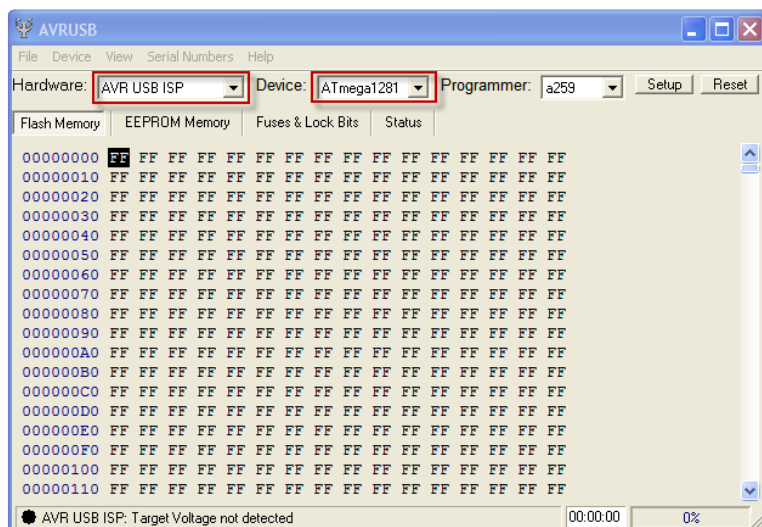 AVRUSB
File Device View Serial Numbers Help
Hardware: AVR USB ISP Device: ATmega1281 Programmer: a259 Setup Reset
Flash Memory EEPROM Memory Fuses & Lock Bits Status
00000000 FF FF FF FF FF FF FF FF FF FF FF FF FF FF FF FF
00000010 FF FF FF FF FF FF FF FF FF FF FF FF FF FF FF FF
00000020 FF FF FF FF FF FF FF FF FF FF FF FF FF FF FF FF
00000030 FF FF FF FF FF FF FF FF FF FF FF FF FF FF FF FF
00000040 FF FF FF FF FF FF FF FF FF FF FF FF FF FF FF FF
00000050 FF FF FF FF FF FF FF FF FF FF FF FF FF FF FF FF
00000060 FF FF FF FF FF FF FF FF FF FF FF FF FF FF FF FF
00000070 FF FF FF FF FF FF FF FF FF FF FF FF FF FF FF FF
00000080 FF FF FF FF FF FF FF FF FF FF FF FF FF FF FF FF
00000090 FF FF FF FF FF FF FF FF FF FF FF FF FF FF FF FF
000000A0 FF FF FF FF FF FF FF FF FF FF FF FF FF FF FF FF
000000B0 FF FF FF FF FF FF FF FF FF FF FF FF FF FF FF FF
000000C0 FF FF FF FF FF FF FF FF FF FF FF FF FF FF FF FF
000000D0 FF FF FF FF FF FF FF FF FF FF FF FF FF FF FF FF
000000E0 FF FF FF FF FF FF FF FF FF FF FF FF FF FF FF FF
000000F0 FF FF FF FF FF FF FF FF FF FF FF FF FF FF FF FF
00000100 FF FF FF FF FF FF FF FF FF FF FF FF FF FF FF FF
00000110 FF FF FF FF FF FF FF FF FF FF FF FF FF FF FF FF
AVR USB ISP: Target Voltage not detected 00:00:00 0%